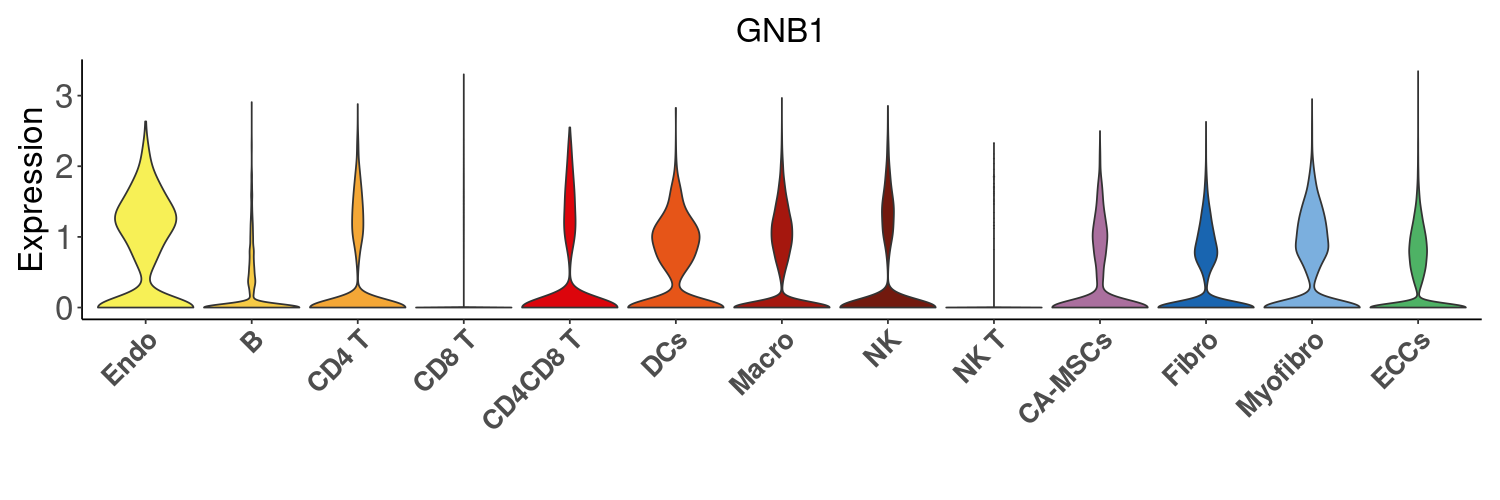 GNB1
Expression
3
2
1
0
Endo
B
CD4 T
CD8 T
CD4CD8 T
DCs
Macro
NK
NK T
CA-MSCs
Fibro
Myofibro
ECCs